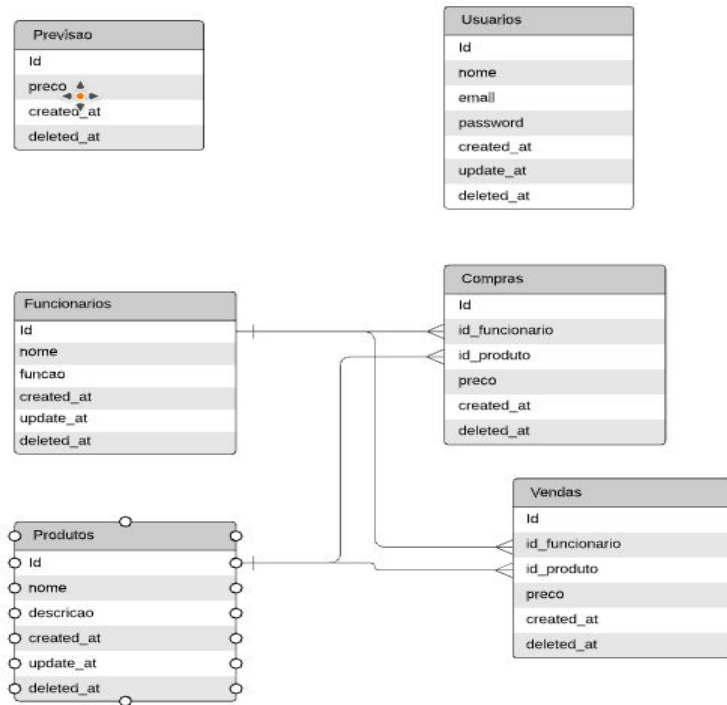 Previsao
Id
preco
created_at
deleted_at
Usuarios
Id
nome
email
password
created_at
update_at
deleted_at
Funcionarios
Id
nome
funcao
created_at
update_at
deleted_at
Compras
Id
id_funcionario
id_produto
preco
created_at
deleted_at
Produtos
Id
nome
descricao
created_at
update_at
deleted_at
Vendas
Id
id_funcionario
id_produto
preco
created_at
deleted_at